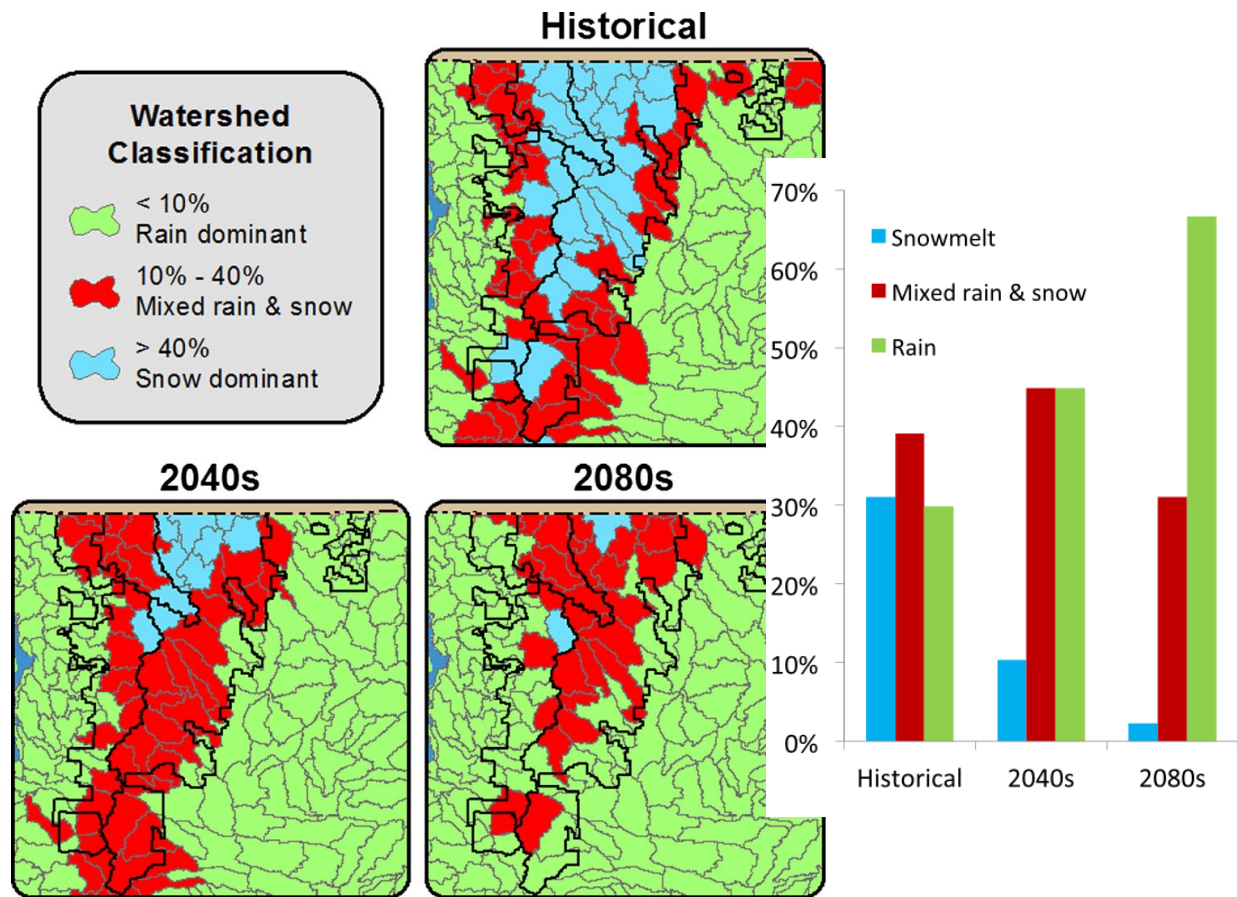 Historical
Watershed
Classification
< 10%
Rain dominant
10% - 40%
Mixed rain & snow
> 40%
Snow dominant
2040s
2080s
70%
60%
50%
40%
30%
20%
10%
0%
Snowmelt
Mixed rain & snow
Rain
Historical
2040s
2080s